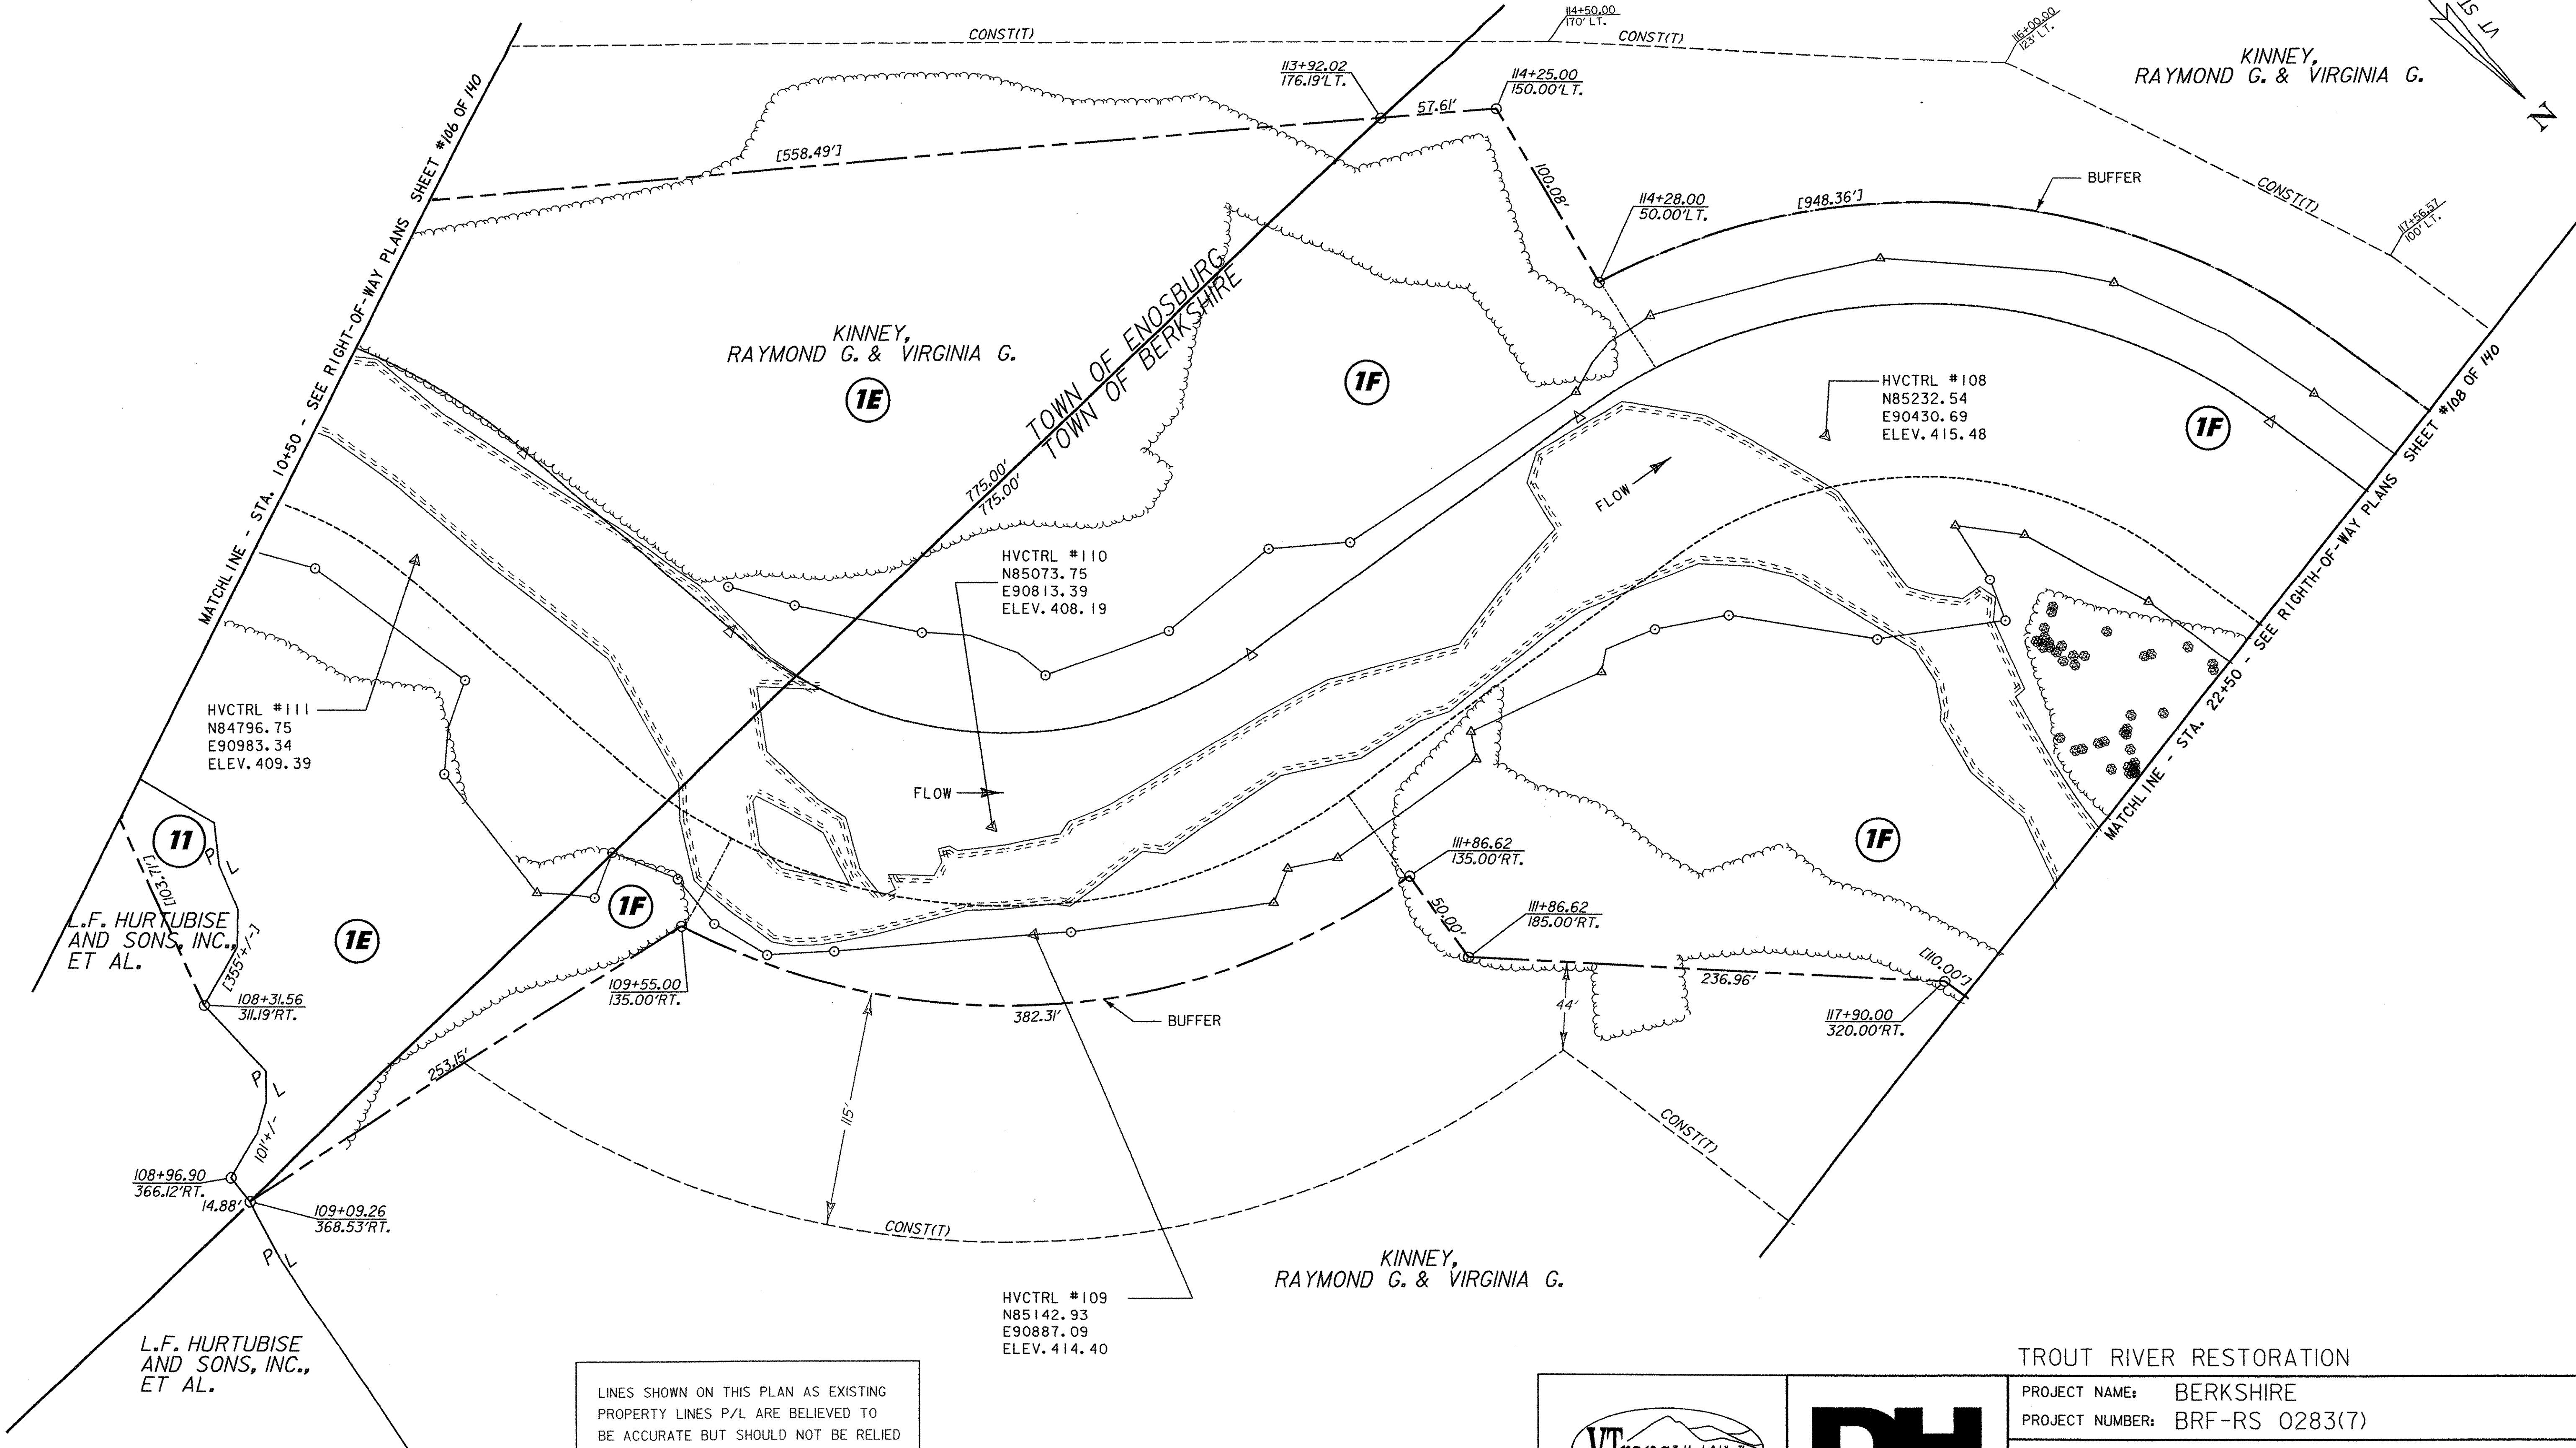 114+50.00
170' LT.
116+00.00
123' LT.
VT ST
N
CONST(T)
CONST(T)
KINNEY,
RAYMOND G. & VIRGINIA G.
113+92.02
176.19'LT.
114+25.00
150.00'LT.
57.61'
[558.49']
100.08'
114+28.00
50.00'LT.
[948.36']
BUFFER
CONST(T)
117+56.57
100' LT.
MATCHLINE - STA. 10+50 - SEE RIGHT-OF-WAY PLANS SHEET #106 OF 140
KINNEY,
RAYMOND G. & VIRGINIA G.
1E
TOWN OF ENOSBURG
TOWN OF BERKSHIRE
775.00'
775.00'
1F
HVCTRL #108
N85232.54
E90430.69
ELEV.415.48
1F
FLOW
HVCTRL #110
N85073.75
E90813.39
ELEV.408.19
MATCHLINE - STA. 22+50 - SEE RIGTH-OF-WAY PLANS SHEET #108 OF 140
HVCTRL #111
N84796.75
E90983.34
ELEV.409.39
FLOW
11
P L
[103.71']
L.F. HURTUBISE
AND SONS, INC.,
ET AL.
[355'+/-]
1E
1F
1F
111+86.62
135.00'RT.
50.00'
111+86.62
185.00'RT.
108+31.56
311.19'RT.
109+55.00
135.00'RT.
382.31'
BUFFER
44'
236.96'
[110.00']
117+90.00
320.00'RT.
253.15'
115'
P L
101'+/-
CONST(T)
108+96.90
366.12'RT.
14.88'
109+09.26
368.53'RT.
CONST(T)
P L
KINNEY,
RAYMOND G. & VIRGINIA G.
HVCTRL #109
N85142.93
E90887.09
ELEV.414.40
L.F. HURTUBISE
AND SONS, INC.,
ET AL.
LINES SHOWN ON THIS PLAN AS EXISTING
PROPERTY LINES P/L ARE BELIEVED TO
BE ACCURATE BUT SHOULD NOT BE RELIED
TROUT RIVER RESTORATION
PROJECT NAME: BERKSHIRE
PROJECT NUMBER: BRF-RS 0283(7)